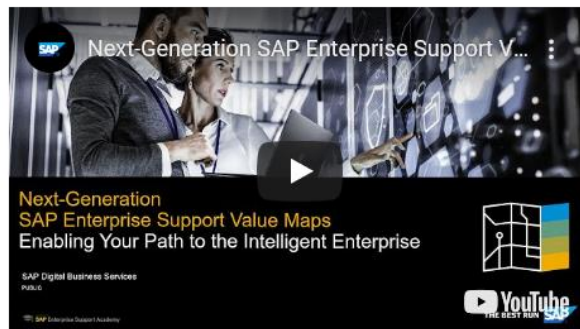 SAP
Next-Generation SAP Enterprise Support V...
Next-Generation
SAP Enterprise Support Value Maps
Enabling Your Path to the Intelligent Enterprise
SAP Digital Business Services
PUBLIC
SAP Enterprise Support Academy
YouTube
THE BEST RUN SAP